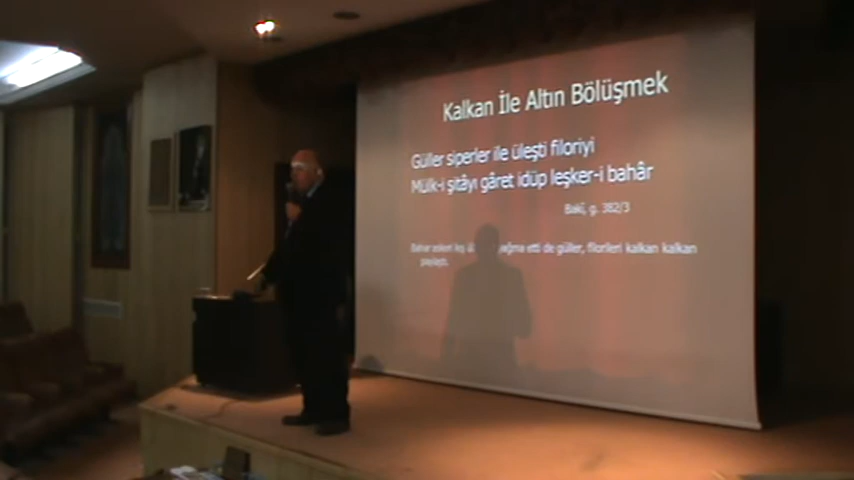 Kalkan İle Altın Bölüşmek
Güller siperler ile üleşti filoriyi
Mülk-i şitâyı gâret idüp leşker-i bahâr
Bakî, g. 382/3
Bahar askeri kış yağma etti de güller, filorileri kalkan kalkan
paylaştı.